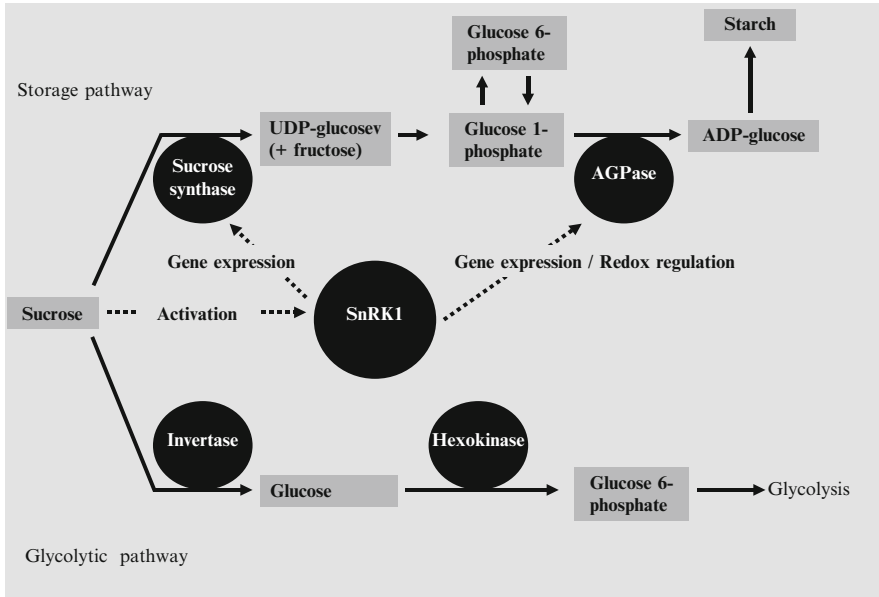 Glucose 6-
phosphate
Starch
Storage pathway
UDP-glucosev
(+ fructose)
Glucose 1-
phosphate
ADP-glucose
Sucrose
synthase
AGPase
Gene expression
Gene expression / Redox regulation
Sucrose
Activation
SnRK1
Invertase
Hexokinase
Glucose
Glucose 6-
phosphate
Glycolysis
Glycolytic pathway